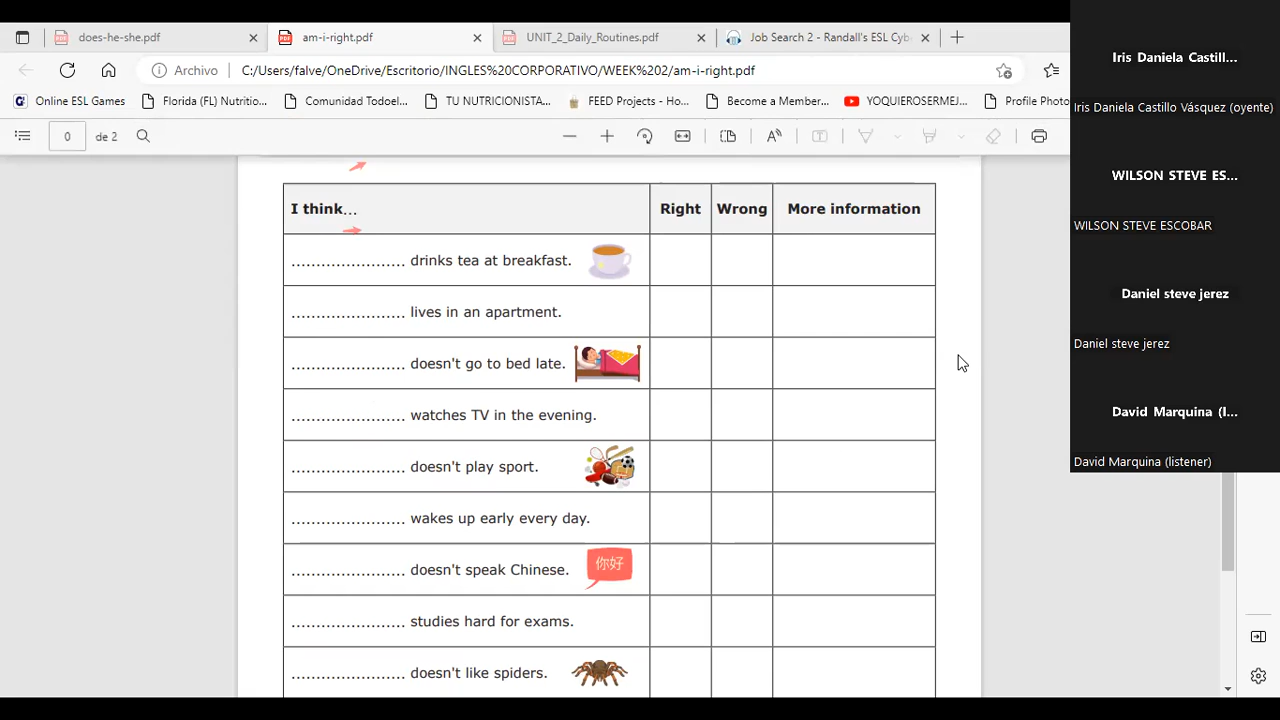 does-he-she.pdf
am-i-right.pdf
UNIT_2_Daily_Routines.pdf
Job Search 2 - Randall's ESL Cyb
Archivo
C:/Users/falve/OneDrive/Escritorio/INGLES%20CORPORATIVO/WEEK%202/am-i-right.pdf
Online ESL Games
Florida (FL) Nutritio...
Comunidad Todoel...
TU NUTRICIONISTA...
FEED Projects - Ho...
Become a Member...
YOQUIEROSERMEJ...
Profile Photo
0 de 2
I think... Right Wrong More information
....................... drinks tea at breakfast.
....................... lives in an apartment.
....................... doesn't go to bed late.
....................... watches TV in the evening.
....................... doesn't play sport.
....................... wakes up early every day.
....................... doesn't speak Chinese.
你好
....................... studies hard for exams.
....................... doesn't like spiders.
Iris Daniela Castill...
Iris Daniela Castillo Vásquez (oyente)
WILSON STEVE ES...
WILSON STEVE ESCOBAR
Daniel steve jerez
Daniel steve jerez
David Marquina (l...
David Marquina (listener)